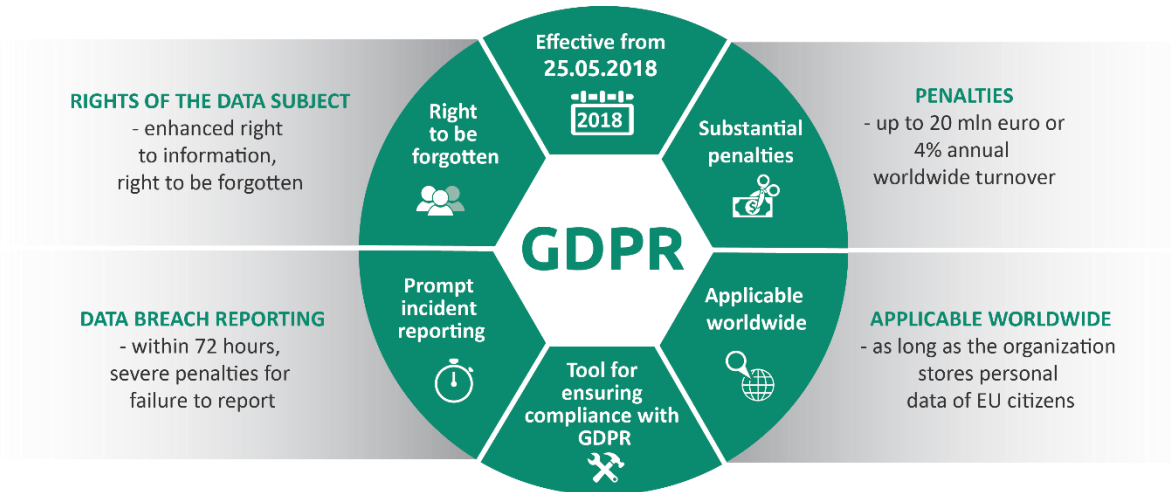 Effective from
25.05.2018
2018
RIGHTS OF THE DATA SUBJECT
- enhanced right
to information,
right to be forgotten
Right
to be
forgotten
Substantial
penalties
$
PENALTIES
- up to 20 mln euro or
4% annual
worldwide turnover
GDPR
DATA BREACH REPORTING
- within 72 hours,
severe penalties for
failure to report
Prompt
incident
reporting
Applicable
worldwide
APPLICABLE WORLDWIDE
- as long as the organization
stores personal
data of EU citizens
Tool for
ensuring
compliance with
GDPR